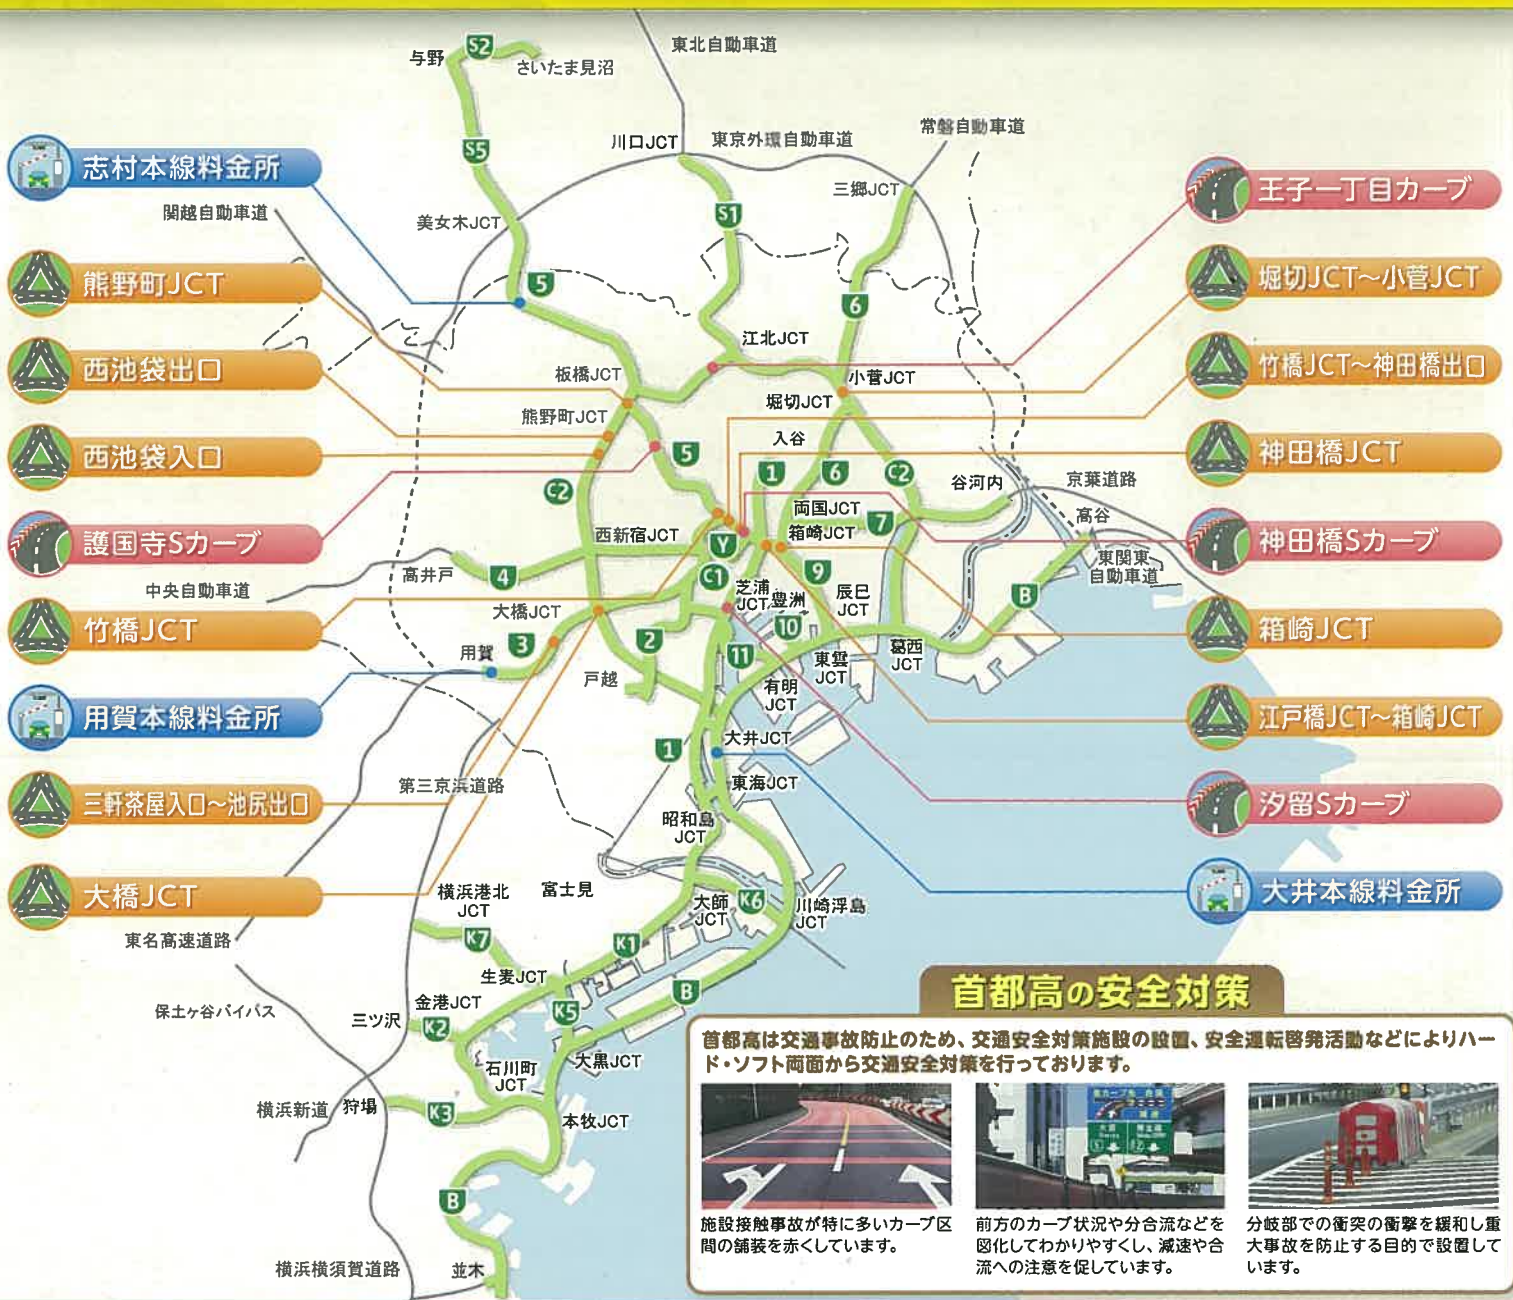 与野
S2
さいたま見沼
東北自動車道
S5
川口JCT
東京外環自動車道
常磐自動車道
三郷JCT
志村本線料金所
関越自動車道
美女木JCT
S1
王子一丁目カーブ
熊野町JCT
5
6
堀切JCT～小菅JCT
江北JCT
西池袋出口
板橋JCT
小菅JCT
竹橋JCT～神田橋出口
熊野町JCT
堀切JCT
西池袋入口
入谷
神田橋JCT
5
1
6
C2
谷河内
京葉道路
C2
両国JCT
7
高谷
護国寺Sカーブ
西新宿JCT
箱崎JCT
神田橋Sカーブ
Y
東関東
自動車道
高井戸
4
C1
9
中央自動車道
芝浦
JCT
豊洲
辰巳
JCT
B
竹橋JCT
大橋JCT
10
箱崎JCT
用賀
3
2
11
東雲
JCT
葛西
JCT
戸越
有明
JCT
用賀本線料金所
江戸橋JCT～箱崎JCT
1
大井JCT
三軒茶屋入口～池尻出口
第三京浜道路
東海JCT
汐留Sカーブ
昭和島
JCT
大橋JCT
横浜港北
JCT
富士見
大師
JCT
K6
川崎浮島
JCT
大井本線料金所
東名高速道路
K7
K1
生麦JCT
B
保土ヶ谷バイパス
三ツ沢
金港JCT
K2
K5
石川町
JCT
大黒JCT
横浜新道
狩場
K3
本牧JCT
B
横浜横須賀道路
並木
首都高の安全対策
首都高は交通事故防止のため、交通安全対策施設の設置、安全運転啓発活動などによりハー
ド・ソフト両面から交通安全対策を行っております。
施設接触事故が特に多いカーブ区
間の舗装を赤くしています。
前方のカーブ状況や分合流などを
図化してわかりやすくし、減速や合
流への注意を促しています。
分岐部での衝突の衝撃を緩和し重
大事故を防止する目的で設置して
います。